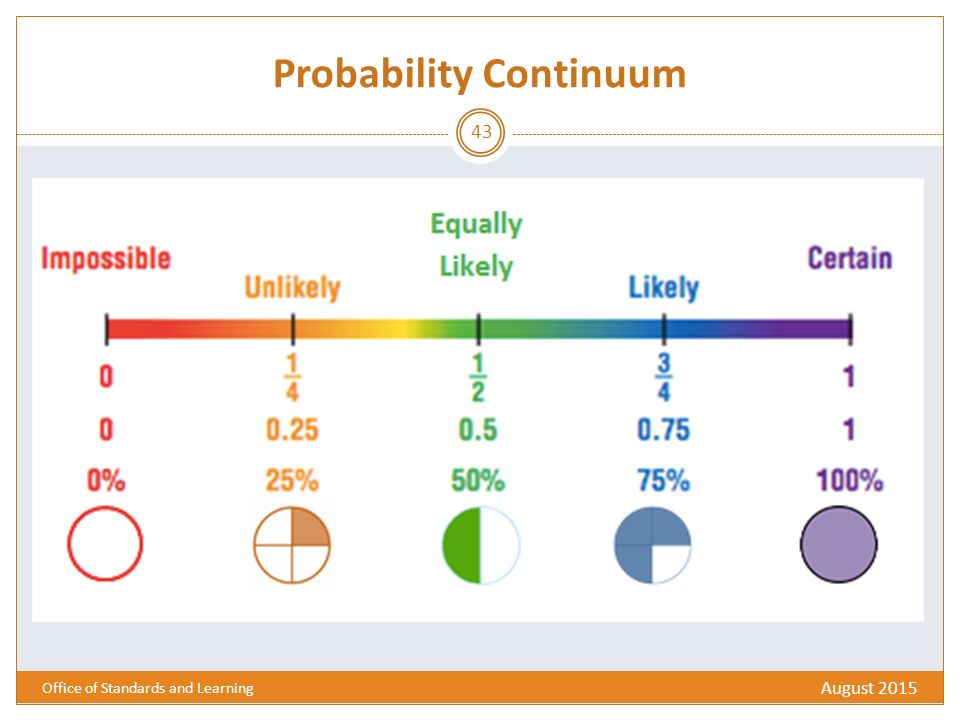 Probability Continuum
43
Equally
Likely
Impossible
Certain
Unlikely
Likely
0 1/4 1/2 3/4 1
0 0.25 0.5 0.75 1
0% 25% 50% 75% 100%
Office of Standards and Learning
August 2015